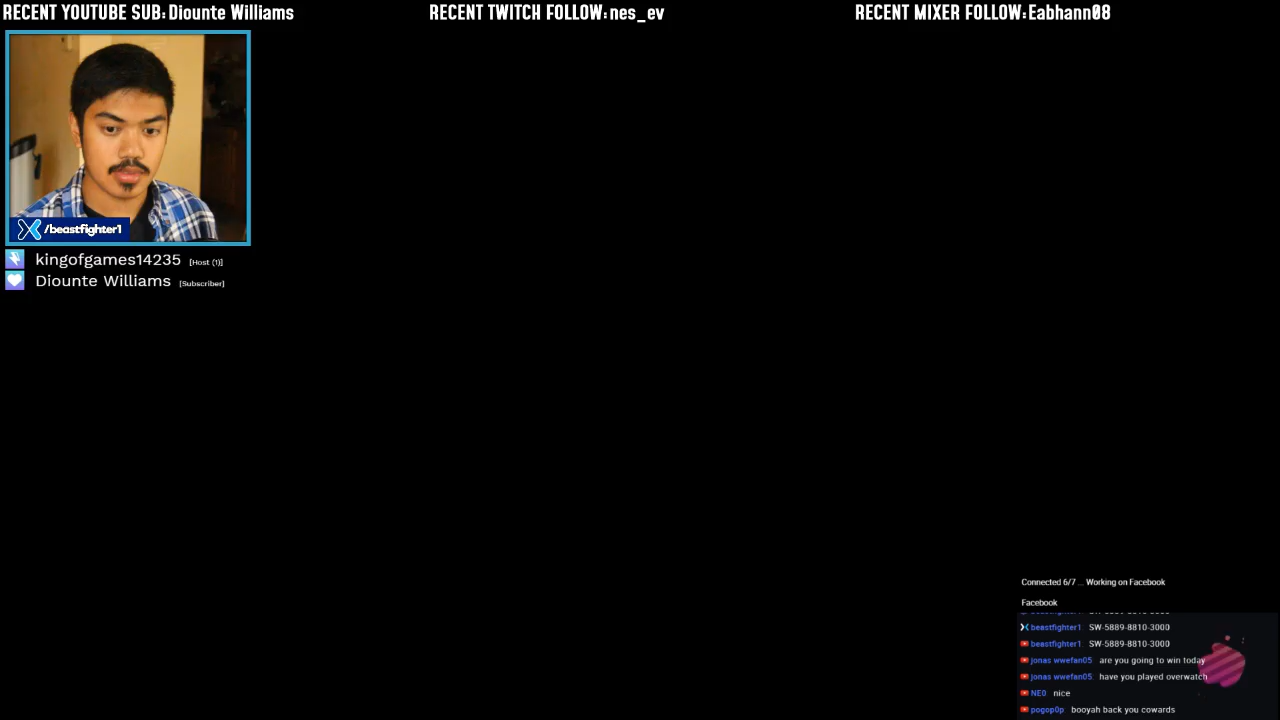 RECENT YOUTUBE SUB: Diounte Williams
RECENT TWITCH FOLLOW: nes_ev
RECENT MIXER FOLLOW: Eabhann08
/beastfighter1
kingofgames14235 [Host (1)]
Diounte Williams [Subscriber]
Connected 6/7 ... Working on Facebook
Facebook
beastfighter1: SW-5889-8810-3000
beastfighter1: SW-5889-8810-3000
jonas wwefan05: are you going to win today
jonas wwefan05: have you played overwatch
NE0: nice
pogop0p: booyah back you cowards